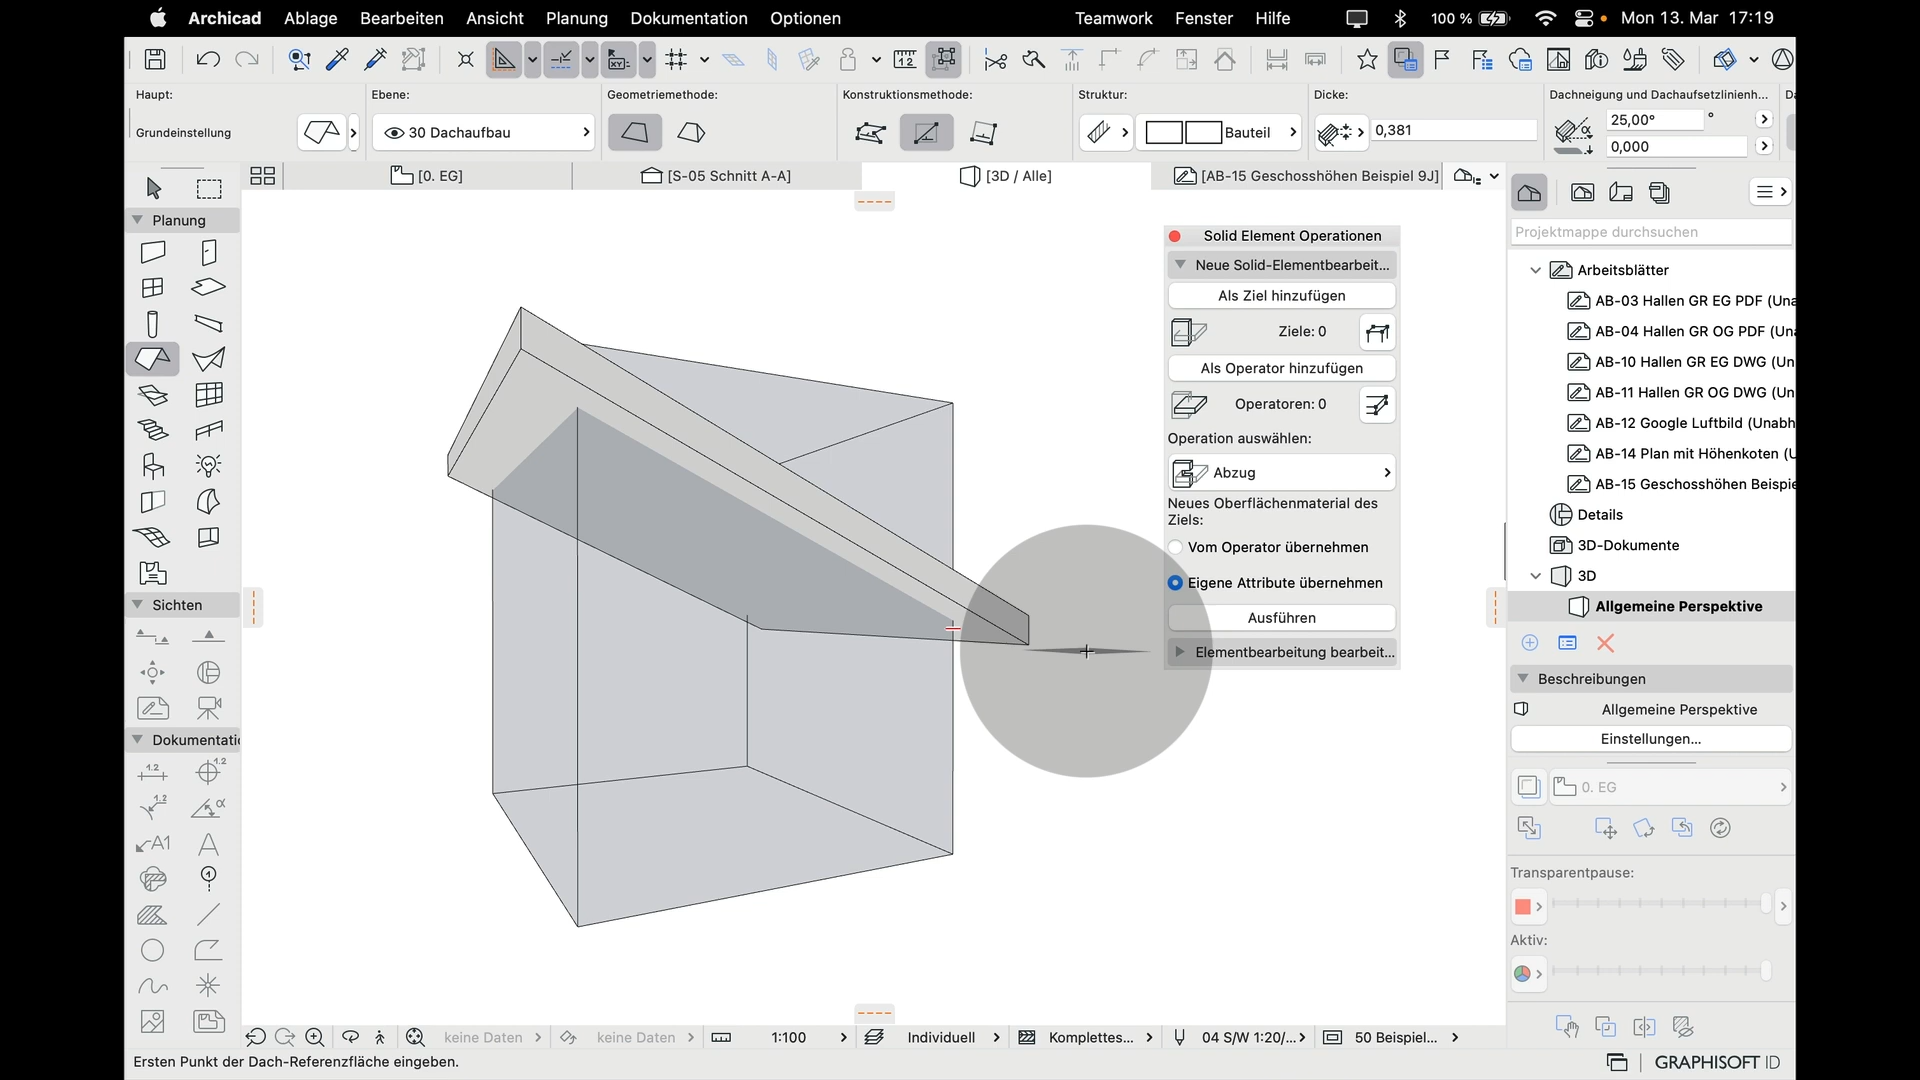 Archicad Ablage Bearbeiten Ansicht Planung Dokumentation Optionen Teamwork Fenster Hilfe 100 % Mon 13. Mar 17:19
Haupt:
Ebene:
Geometriemethode:
Konstruktionsmethode:
Struktur:
Dicke:
Dachneigung und Dachaufsetzlinienh...
Grundeinstellung
30 Dachaufbau
Bauteil
0,381
25,00°
°
0,000
[0. EG]
[S-05 Schnitt A-A]
[3D / Alle]
[AB-15 Geschosshöhen Beispiel 9J]
Planung
Sichten
Dokumentatio
Solid Element Operationen
Neue Solid-Elementbearbeit...
Als Ziel hinzufügen
Ziele: 0
Als Operator hinzufügen
Operatoren: 0
Operation auswählen:
Abzug
Neues Oberflächenmaterial des
Ziels:
Vom Operator übernehmen
Eigene Attribute übernehmen
Ausführen
Elementbearbeitung bearbeit...
Projektmappe durchsuchen
Arbeitsblätter
AB-03 Hallen GR EG PDF (Una
AB-04 Hallen GR OG PDF (Un
AB-10 Hallen GR EG DWG (Un
AB-11 Hallen GR OG DWG (Un
AB-12 Google Luftbild (Unabh
AB-14 Plan mit Höhenkoten (U
AB-15 Geschosshöhen Beispie
Details
3D-Dokumente
3D
Allgemeine Perspektive
Beschreibungen
Allgemeine Perspektive
Einstellungen...
0. EG
Transparentpause:
Aktiv:
keine Daten
keine Daten
1:100
Individuell
Komplettes...
04 S/W 1:20/...
50 Beispiel...
Ersten Punkt der Dach-Referenzfläche eingeben.
GRAPHISOFT ID